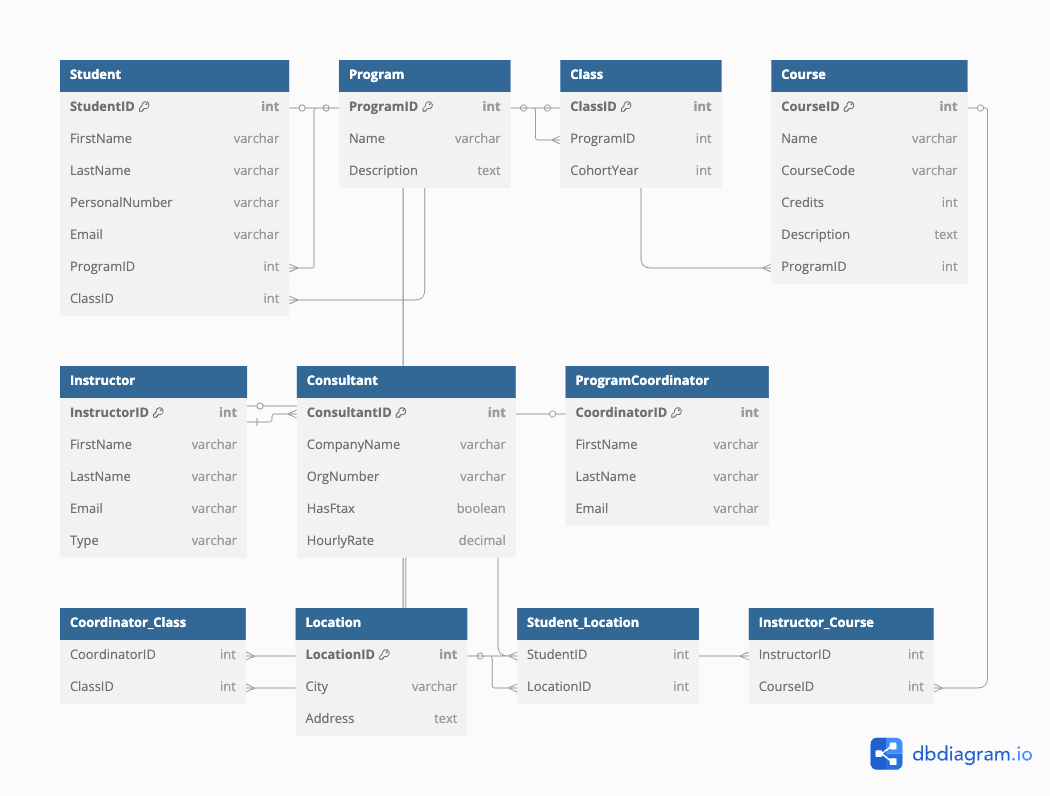 Student
StudentID int
FirstName varchar
LastName varchar
PersonalNumber varchar
Email varchar
ProgramID int
ClassID int
Program
ProgramID int
Name varchar
Description text
Class
ClassID int
ProgramID int
CohortYear int
Course
CourseID int
Name varchar
CourseCode varchar
Credits int
Description text
ProgramID int
Instructor
InstructorID int
FirstName varchar
LastName varchar
Email varchar
Type varchar
Consultant
ConsultantID int
CompanyName varchar
OrgNumber varchar
HasFtax boolean
HourlyRate decimal
ProgramCoordinator
CoordinatorID int
FirstName varchar
LastName varchar
Email varchar
Coordinator_Class
CoordinatorID int
ClassID int
Location
LocationID int
City varchar
Address text
Student_Location
StudentID int
LocationID int
Instructor_Course
InstructorID int
CourseID int
dbdiagram.io